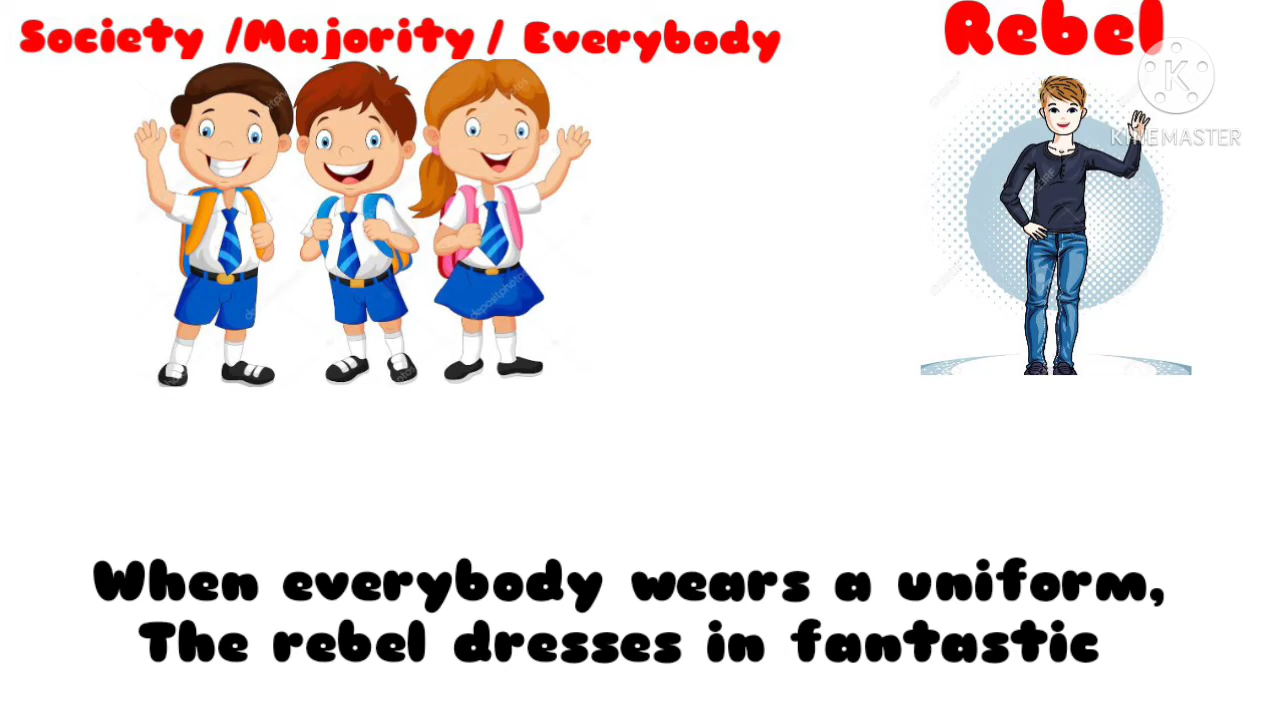 Society /Majority / Everybody
Rebel
KINEMASTER
When everybody wears a uniform,
The rebel dresses in fantastic